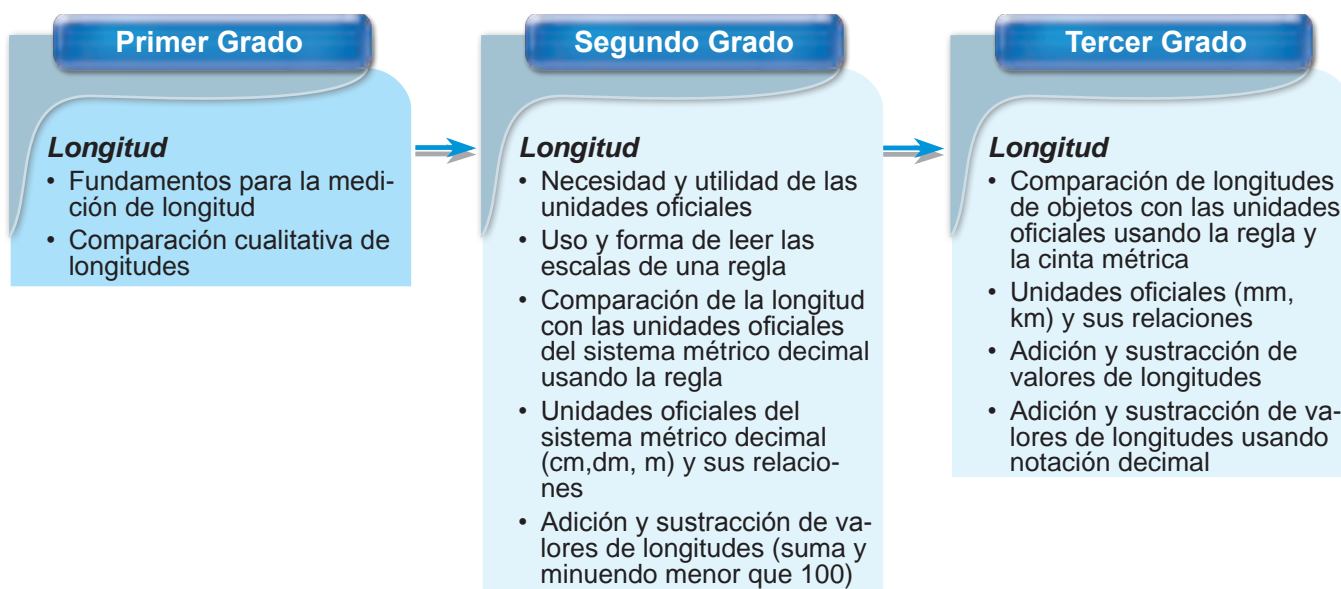 Primer Grado
Longitud
• Fundamentos para la medi-
ción de longitud
• Comparación cualitativa de
longitudes
Segundo Grado
Longitud
• Necesidad y utilidad de las
unidades oficiales
• Uso y forma de leer las
escalas de una regla
• Comparación de la longitud
con las unidades oficiales
del sistema métrico decimal
usando la regla
• Unidades oficiales del
sistema métrico decimal
(cm,dm, m) y sus relacio-
nes
• Adición y sustracción de va-
lores de longitudes (suma y
minuendo menor que 100)
Tercer Grado
Longitud
• Comparación de longitudes
de objetos con las unidades
oficiales usando la regla y
la cinta métrica
• Unidades oficiales (mm,
km) y sus relaciones
• Adición y sustracción de
valores de longitudes
• Adición y sustracción de va-
lores de longitudes usando
notación decimal